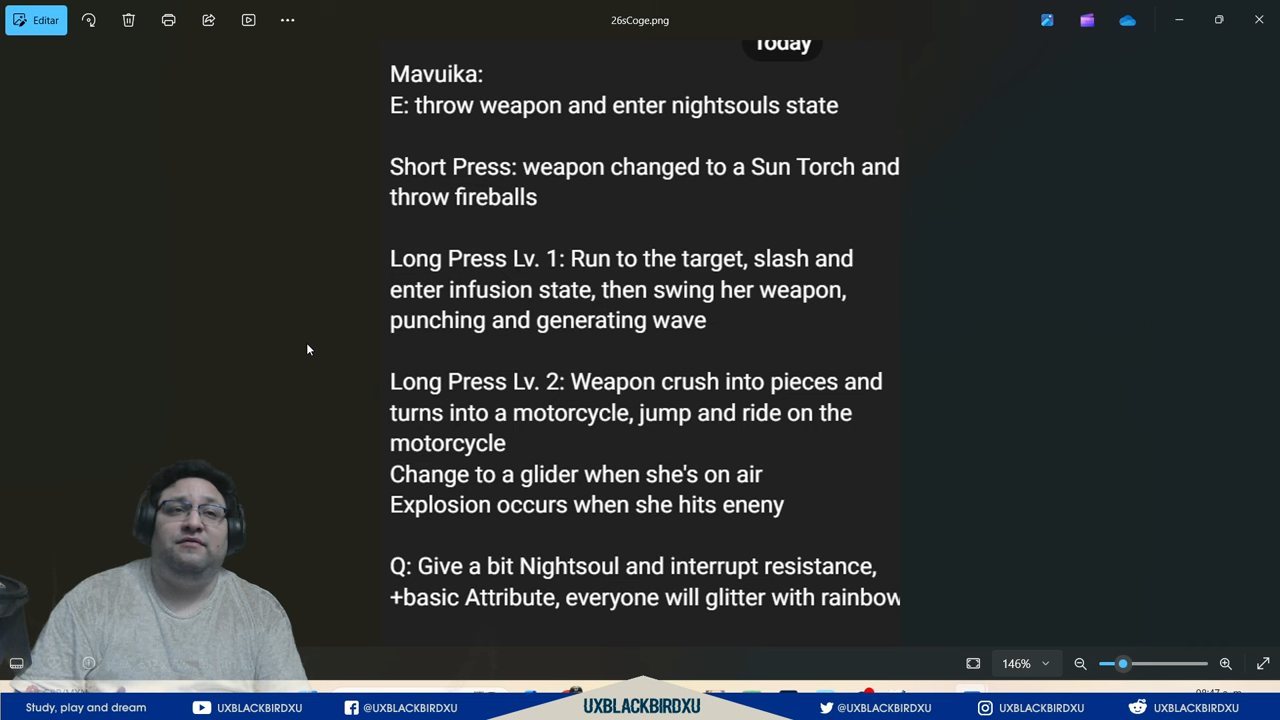 Editar
26sCoge.png
Today
Mavuika:
E: throw weapon and enter nightsouls state
Short Press: weapon changed to a Sun Torch and
throw fireballs
Long Press Lv. 1: Run to the target, slash and
enter infusion state, then swing her weapon,
punching and generating wave
Long Press Lv. 2: Weapon crush into pieces and
turns into a motorcycle, jump and ride on the
motorcycle
Change to a glider when she's on air
Explosion occurs when she hits eneny
Q: Give a bit Nightsoul and interrupt resistance,
+basic Attribute, everyone will glitter with rainbow
146%
Study, play and dream
UXBLACKBIRDXU
@UXBLACKBIRDXU
UXBLACKBIRDXU
@UXBLACKBIRDXU
UXBLACKBIRDXU
UXBLACKBIRDXU